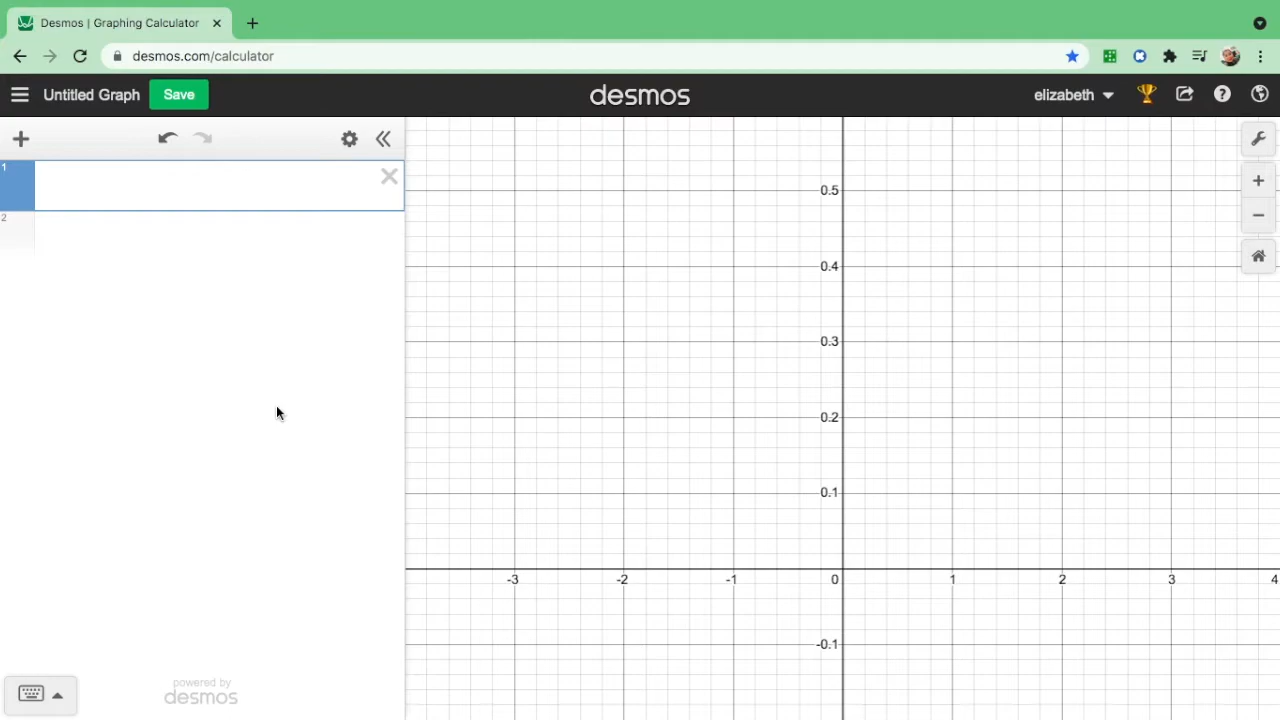 Desmos | Graphing Calculator
desmos.com/calculator
Untitled Graph Save desmos elizabeth
1
2
0.5
0.4
0.3
0.2
0.1
-3 -2 -1 0 1 2 3 4
-0.1
powered by
desmos